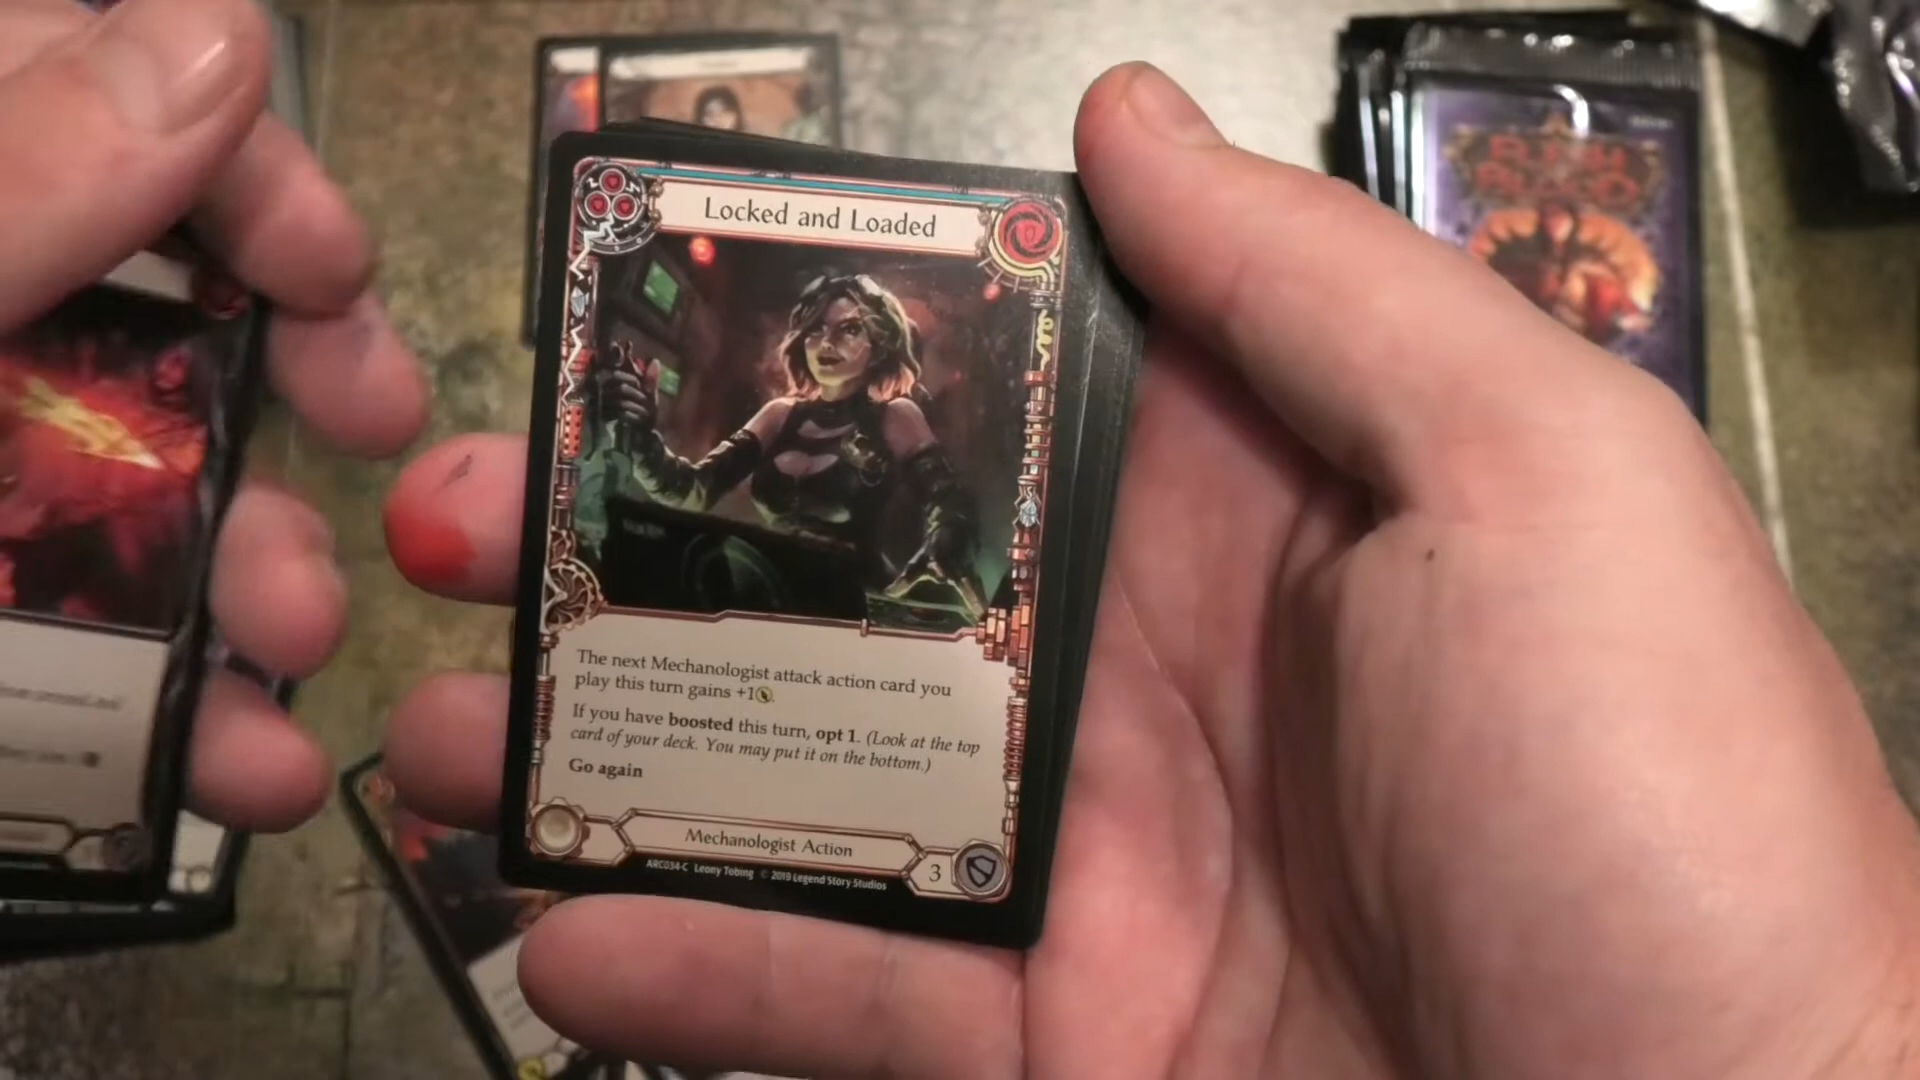 FLESH
BLOOD
Locked and Loaded
The next Mechanologist attack action card you
play this turn gains +1
If you have boosted this turn, opt 1. (Look at the top
card of your deck. You may put it on the bottom.)
Go again
Mechanologist Action
3
ARC034-C Leony Tobing © 2019 Legend Story Studios